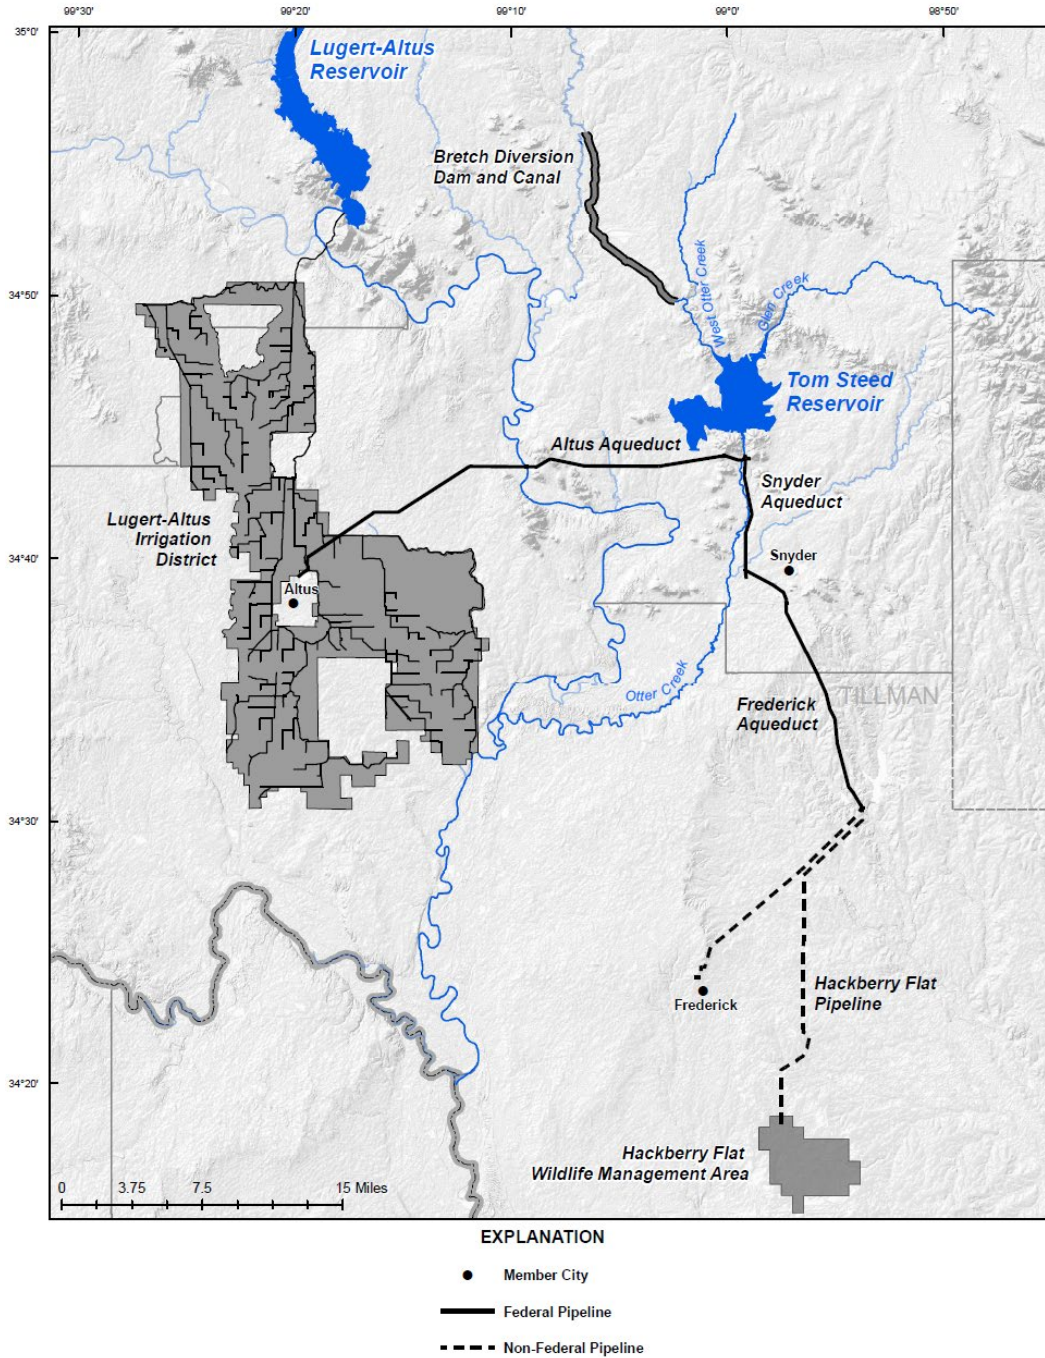 99°30'
99°20'
99°10'
99°0'
98°50'
35°0'
Lugert-Altus
Reservoir
Bretch Diversion
Dam and Canal
34°50'
West Otter Creek
Glen Creek
Tom Steed
Reservoir
Altus Aqueduct
Snyder
Aqueduct
Lugert-Altus
Irrigation
District
34°40'
Snyder
Altus
Otter Creek
TILLMAN
Frederick
Aqueduct
34°30'
Hackberry Flat
Pipeline
Frederick
34°20'
Hackberry Flat
Wildlife Management Area
0 3.75 7.5 15 Miles
EXPLANATION
Member City
Federal Pipeline
Non-Federal Pipeline